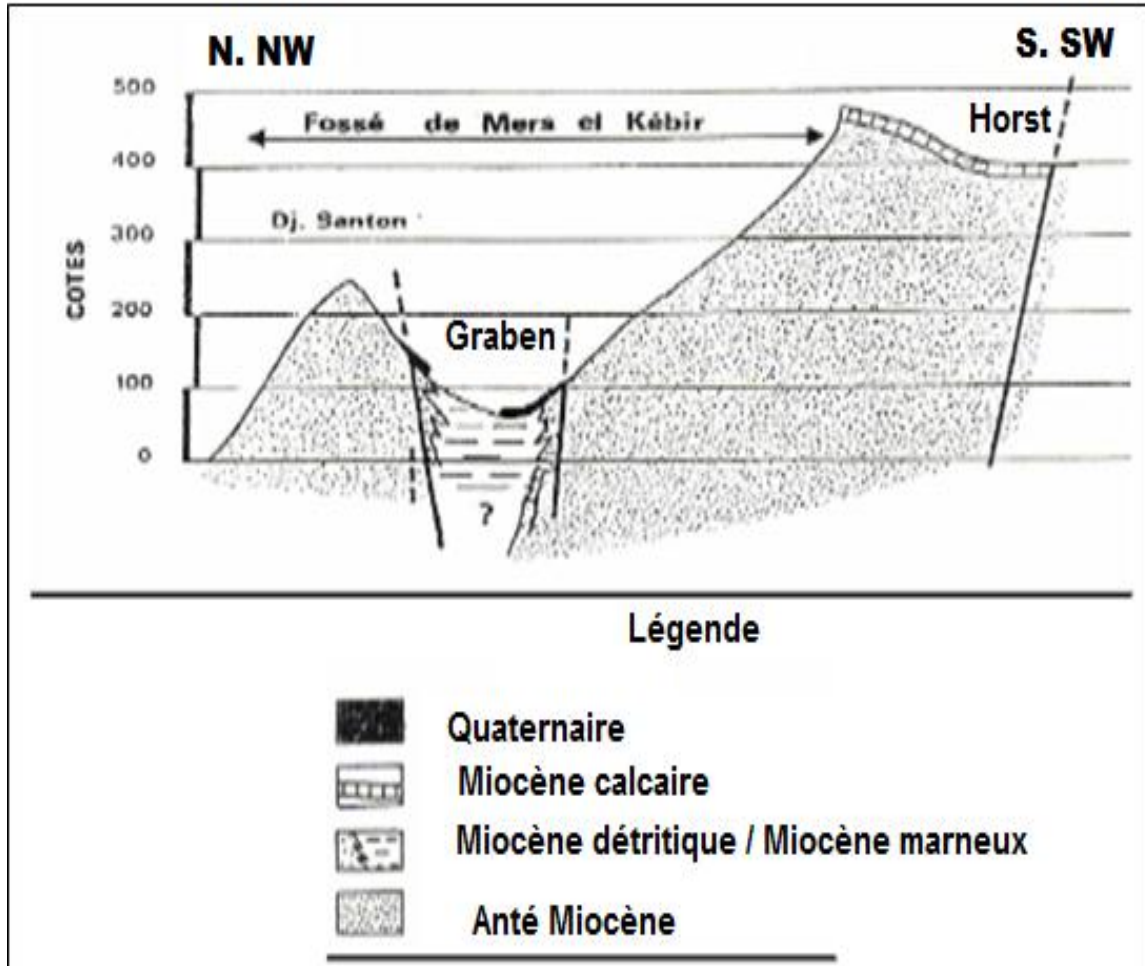 N. NW
S. SW
500
Fossé de Mers el Kébir
Horst
400
Dj. Santon
300
COTES
200
Graben
100
0
?
Légende
Quaternaire
Miocène calcaire
Miocène détritique / Miocène marneux
Anté Miocène